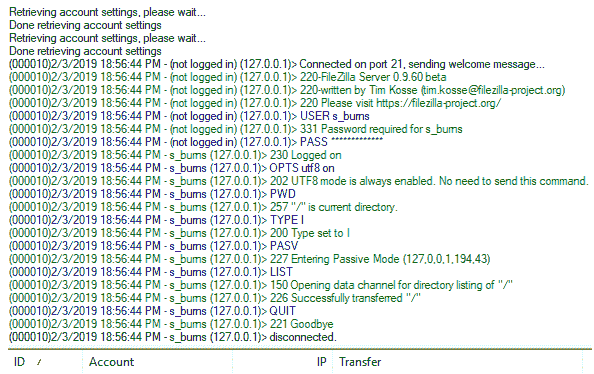 Retrieving account settings, please wait...
Done retrieving account settings
Retrieving account settings, please wait...
Done retrieving account settings
(000010)2/3/2019 18:56:44 PM - (not logged in) (127.0.0.1)> Connected on port 21, sending welcome message...
(000010)2/3/2019 18:56:44 PM - (not logged in) (127.0.0.1)> 220-FileZilla Server 0.9.60 beta
(000010)2/3/2019 18:56:44 PM - (not logged in) (127.0.0.1)> 220-written by Tim Kosse (tim.kosse@filezilla-project.org)
(000010)2/3/2019 18:56:44 PM - (not logged in) (127.0.0.1)> 220 Please visit https://filezilla-project.org/
(000010)2/3/2019 18:56:44 PM - (not logged in) (127.0.0.1)> USER s_burns
(000010)2/3/2019 18:56:44 PM - (not logged in) (127.0.0.1)> 331 Password required for s_burns
(000010)2/3/2019 18:56:44 PM - (not logged in) (127.0.0.1)> PASS *************
(000010)2/3/2019 18:56:44 PM - s_burns (127.0.0.1)> 230 Logged on
(000010)2/3/2019 18:56:44 PM - s_burns (127.0.0.1)> OPTS utf8 on
(000010)2/3/2019 18:56:44 PM - s_burns (127.0.0.1)> 202 UTF8 mode is always enabled. No need to send this command.
(000010)2/3/2019 18:56:44 PM - s_burns (127.0.0.1)> PWD
(000010)2/3/2019 18:56:44 PM - s_burns (127.0.0.1)> 257 "/" is current directory.
(000010)2/3/2019 18:56:44 PM - s_burns (127.0.0.1)> TYPE I
(000010)2/3/2019 18:56:44 PM - s_burns (127.0.0.1)> 200 Type set to I
(000010)2/3/2019 18:56:44 PM - s_burns (127.0.0.1)> PASV
(000010)2/3/2019 18:56:44 PM - s_burns (127.0.0.1)> 227 Entering Passive Mode (127,0,0,1,194,43)
(000010)2/3/2019 18:56:44 PM - s_burns (127.0.0.1)> LIST
(000010)2/3/2019 18:56:44 PM - s_burns (127.0.0.1)> 150 Opening data channel for directory listing of "/"
(000010)2/3/2019 18:56:44 PM - s_burns (127.0.0.1)> 226 Successfully transferred "/"
(000010)2/3/2019 18:56:44 PM - s_burns (127.0.0.1)> QUIT
(000010)2/3/2019 18:56:44 PM - s_burns (127.0.0.1)> 221 Goodbye
(000010)2/3/2019 18:56:44 PM - s_burns (127.0.0.1)> disconnected.
ID / Account IP Transfer